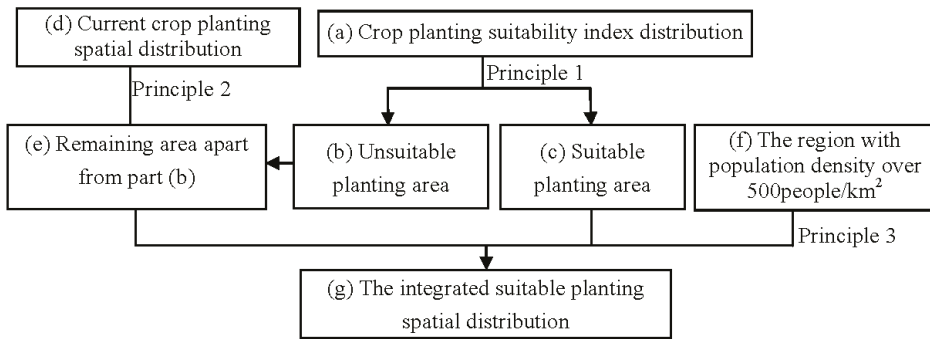 (d) Current crop planting
spatial distribution
(a) Crop planting suitability index distribution
Principle 1
Principle 2
(e) Remaining area apart
from part (b)
(b) Unsuitable
planting area
(c) Suitable
planting area
(f) The region with
population density over
500people/km²
Principle 3
(g) The integrated suitable planting
spatial distribution